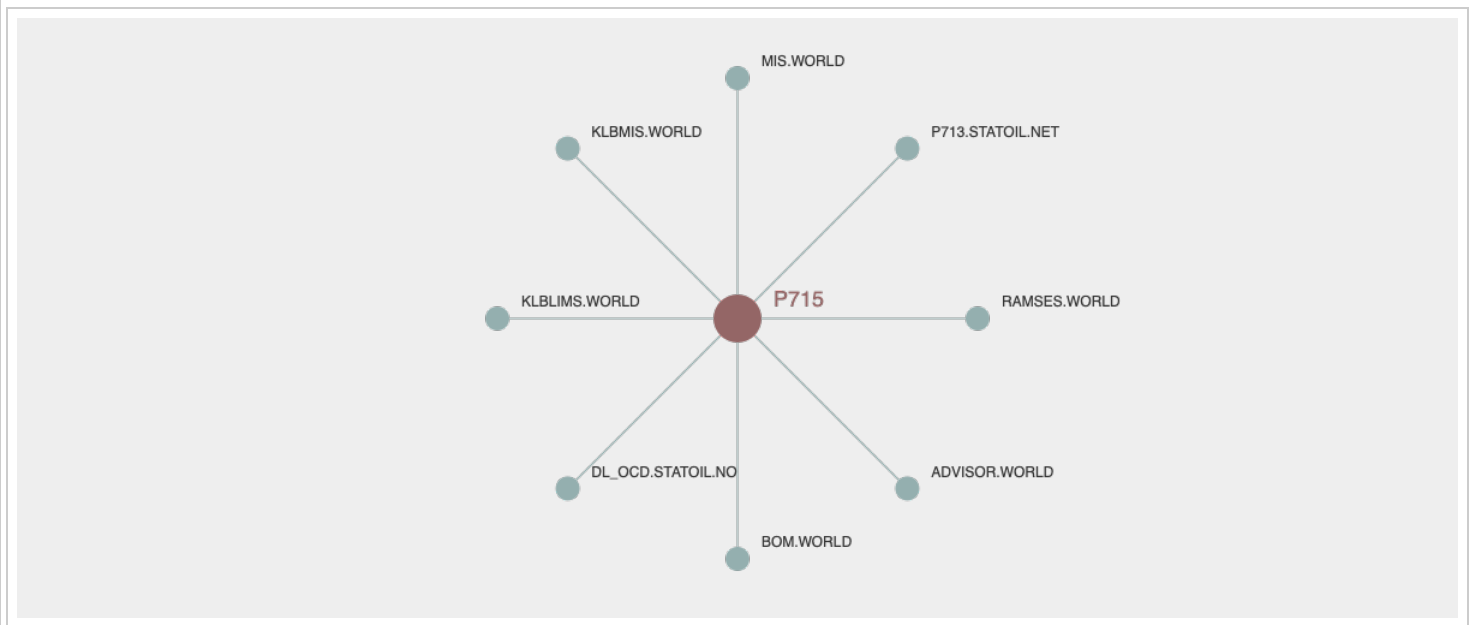 MIS.WORLD
KLBMIS.WORLD
P713.STATOIL.NET
P715
KLBLIMS.WORLD
RAMSES.WORLD
DL_OCD.STATOIL.NO
ADVISOR.WORLD
BOM.WORLD